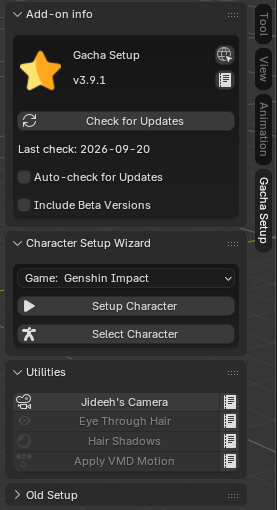 Add-on info
Gacha Setup
v3.9.1
Check for Updates
Last check: 2026-09-20
Auto-check for Updates
Include Beta Versions
Character Setup Wizard
Game: Genshin Impact
Setup Character
Select Character
Utilities
Jideeh's Camera
Eye Through Hair
Hair Shadows
Apply VMD Motion
Old Setup
Tool
View
Animation
Gacha Setup